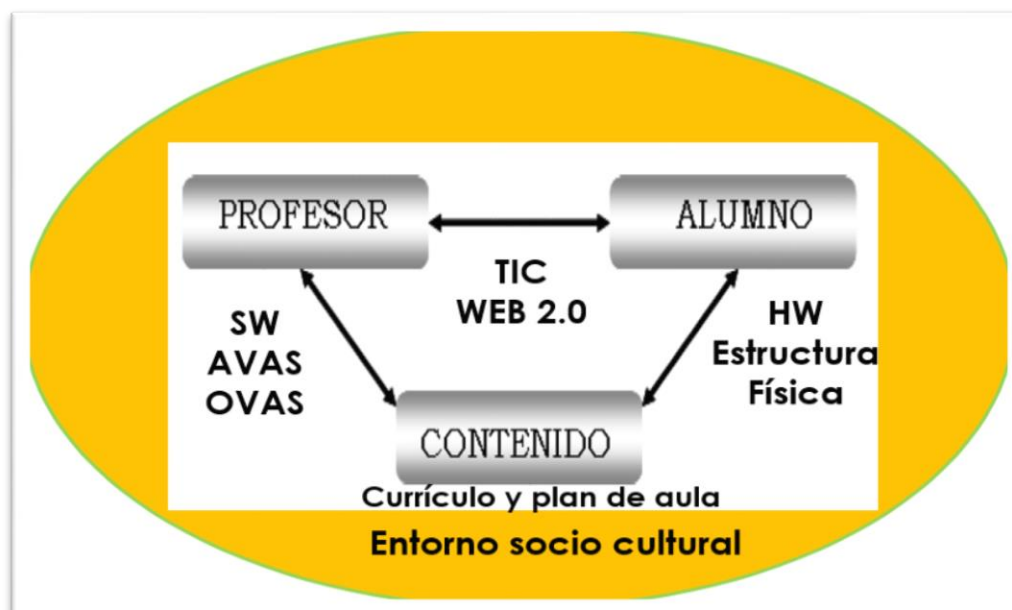 PROFESOR
ALUMNO
TIC
WEB 2.0
SW
AVAS
OVAS
HW
Estructura
Física
CONTENIDO
Currículo y plan de aula
Entorno socio cultural